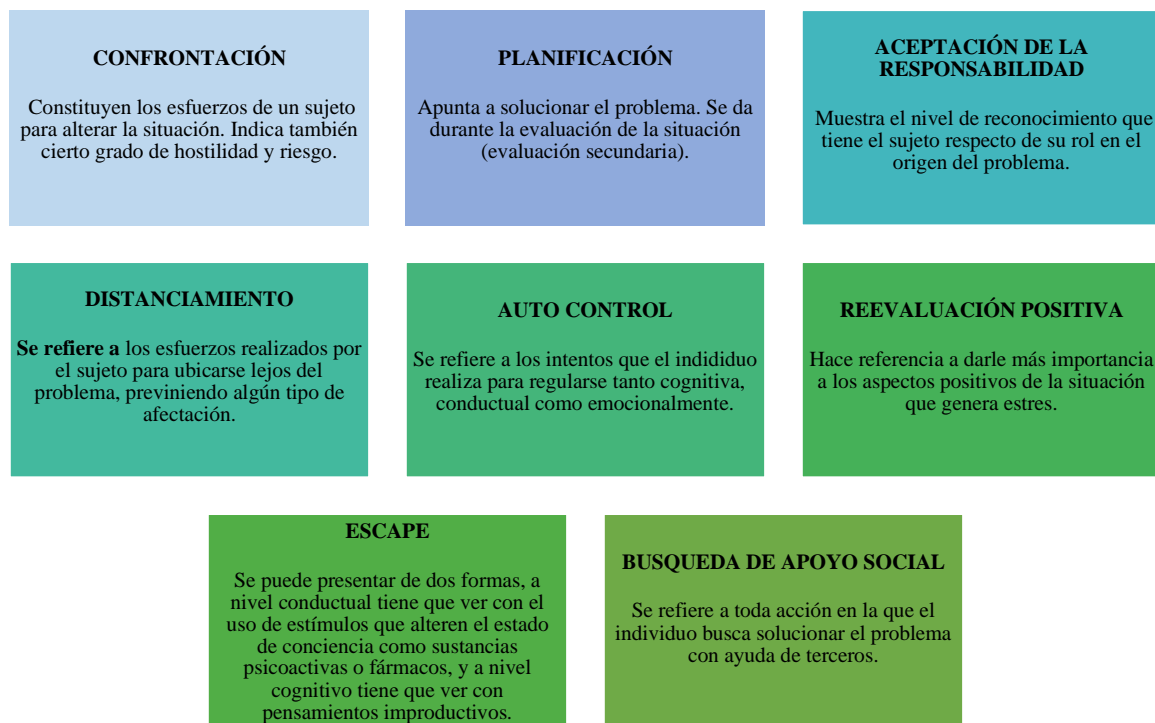 CONFRONTACIÓN
Constituyen los esfuerzos de un sujeto
para alterar la situación. Indica también
cierto grado de hostilidad y riesgo.
PLANIFICACIÓN
Apunta a solucionar el problema. Se da
durante la evaluación de la situación
(evaluación secundaria).
ACEPTACIÓN DE LA
RESPONSABILIDAD
Muestra el nivel de reconocimiento que
tiene el sujeto respecto de su rol en el
origen del problema.
DISTANCIAMIENTO
Se refiere a los esfuerzos realizados por
el sujeto para ubicarse lejos del
problema, previniendo algún tipo de
afectación.
AUTO CONTROL
Se refiere a los intentos que el indididuo
realiza para regularse tanto cognitiva,
conductual como emocionalmente.
REEVALUACIÓN POSITIVA
Hace referencia a darle más importancia
a los aspectos positivos de la situación
que genera estres.
ESCAPE
Se puede presentar de dos formas, a
nivel conductual tiene que ver con el
uso de estímulos que alteren el estado
de conciencia como sustancias
psicoactivas o fármacos, y a nivel
cognitivo tiene que ver con
pensamientos improductivos.
BUSQUEDA DE APOYO SOCIAL
Se refiere a toda acción en la que el
individuo busca solucionar el problema
con ayuda de terceros.